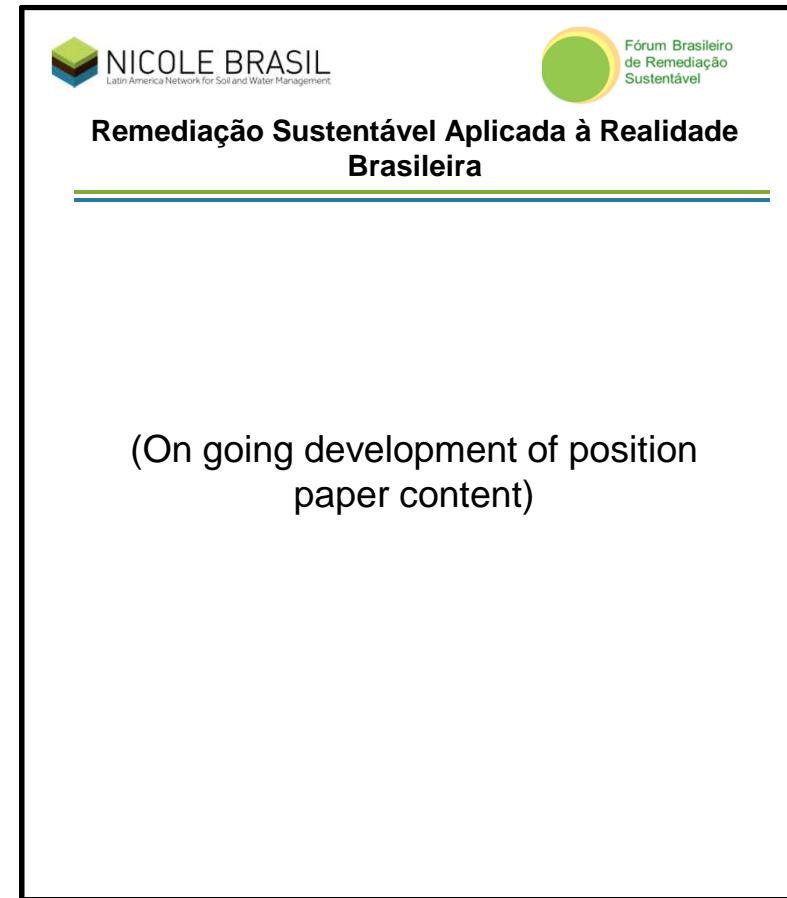 NICOLE BRASIL
Latin America Network for Soil and Water Management
Fórum Brasileiro
de Remediação
Sustentável
Remediação Sustentável Aplicada à Realidade
Brasileira
(On going development of position
paper content)